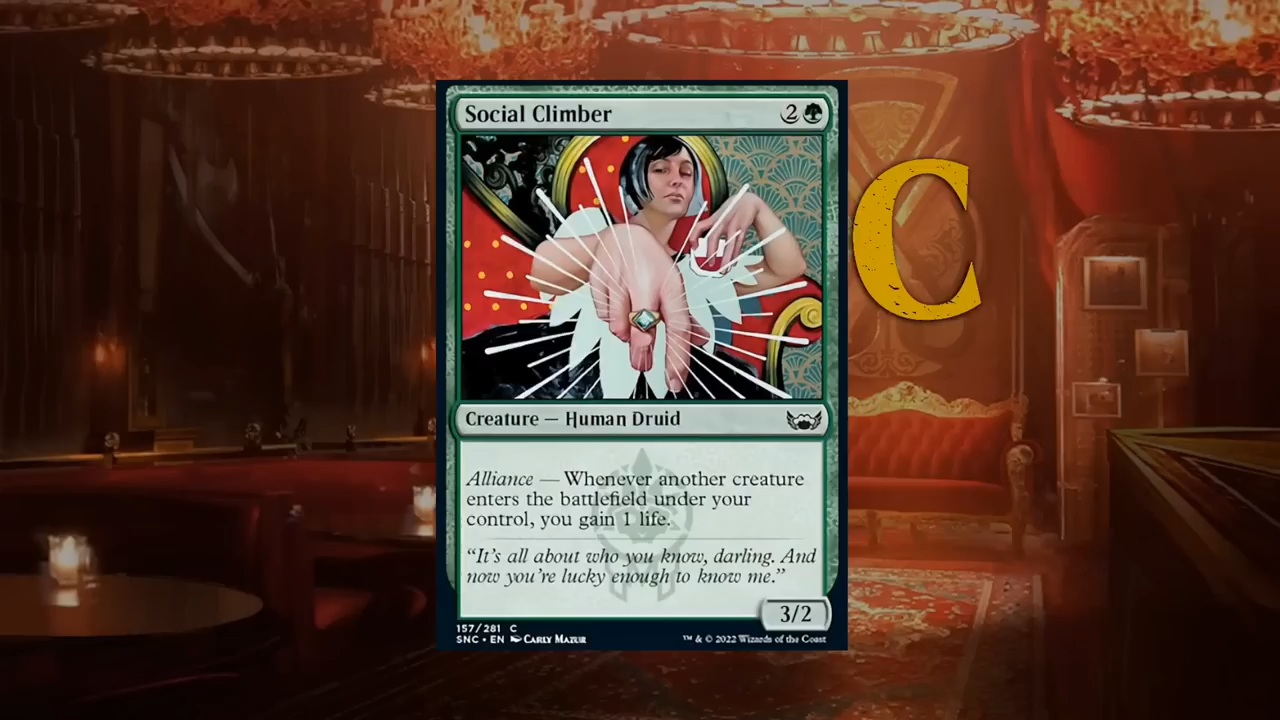 Social Climber 2
C
Creature — Human Druid
Alliance — Whenever another creature
enters the battlefield under your
control, you gain 1 life.
“It’s all about who you know, darling. And
now you’re lucky enough to know me.”
3/2
157/281 C
SNC • EN Carly Mazur
™ & © 2022 Wizards of the Coast